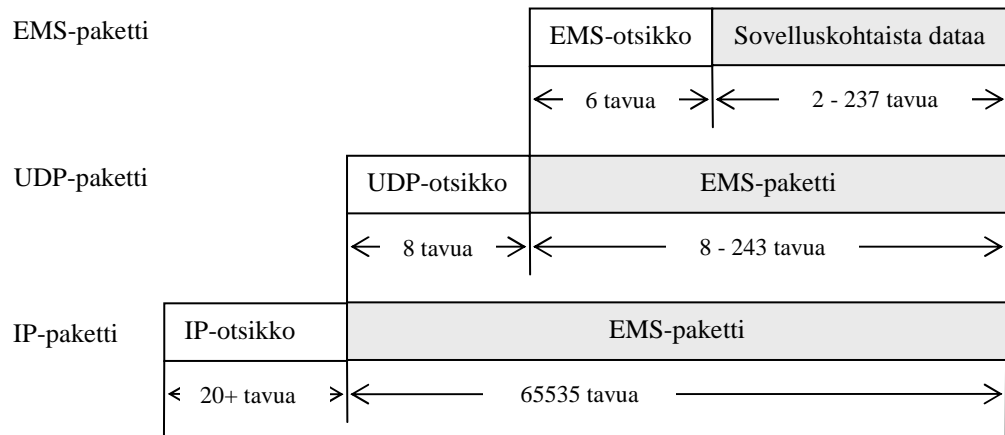 EMS-paketti
EMS-otsikko
Sovelluskohtaista dataa
6 tavua
2 - 237 tavua
UDP-paketti
UDP-otsikko
EMS-paketti
8 tavua
8 - 243 tavua
IP-paketti
IP-otsikko
EMS-paketti
20+ tavua
65535 tavua